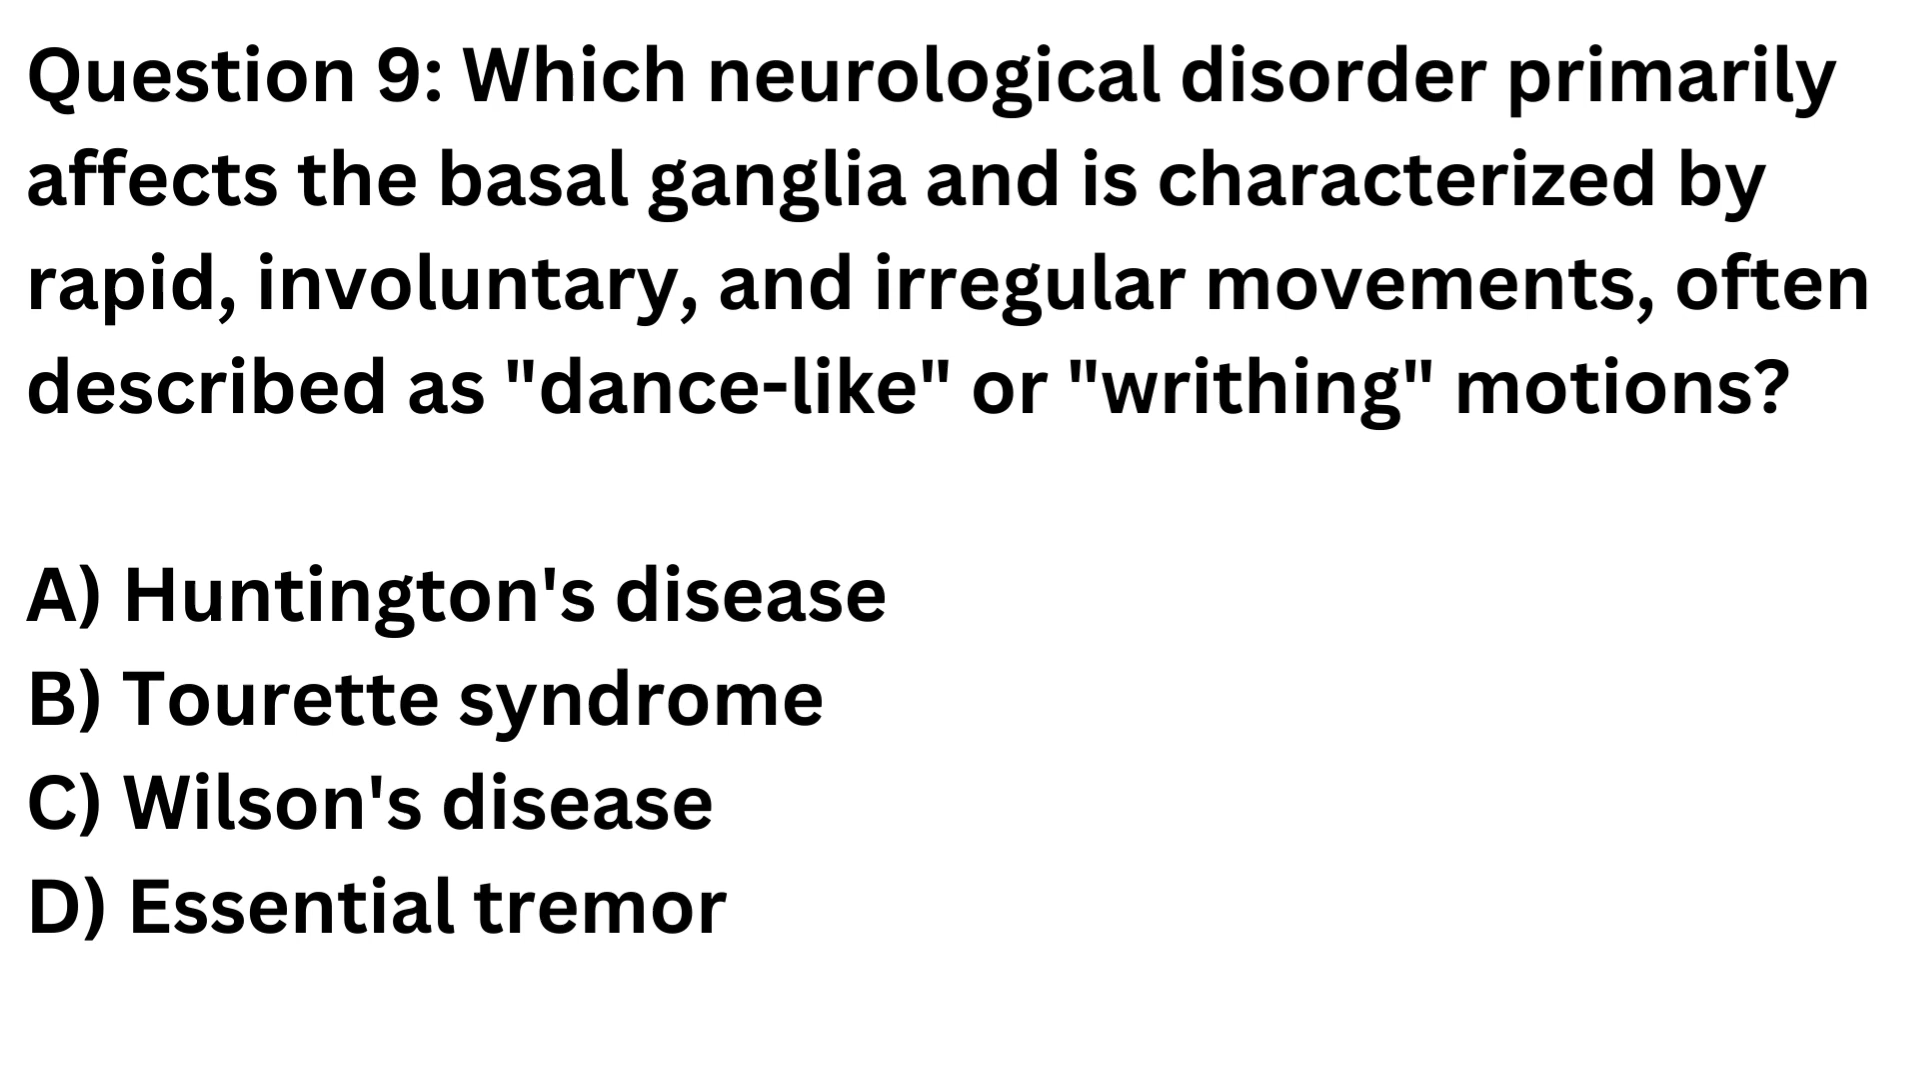 Question 9: Which neurological disorder primarily
affects the basal ganglia and is characterized by
rapid, involuntary, and irregular movements, often
described as "dance-like" or "writhing" motions?
A) Huntington's disease
B) Tourette syndrome
C) Wilson's disease
D) Essential tremor